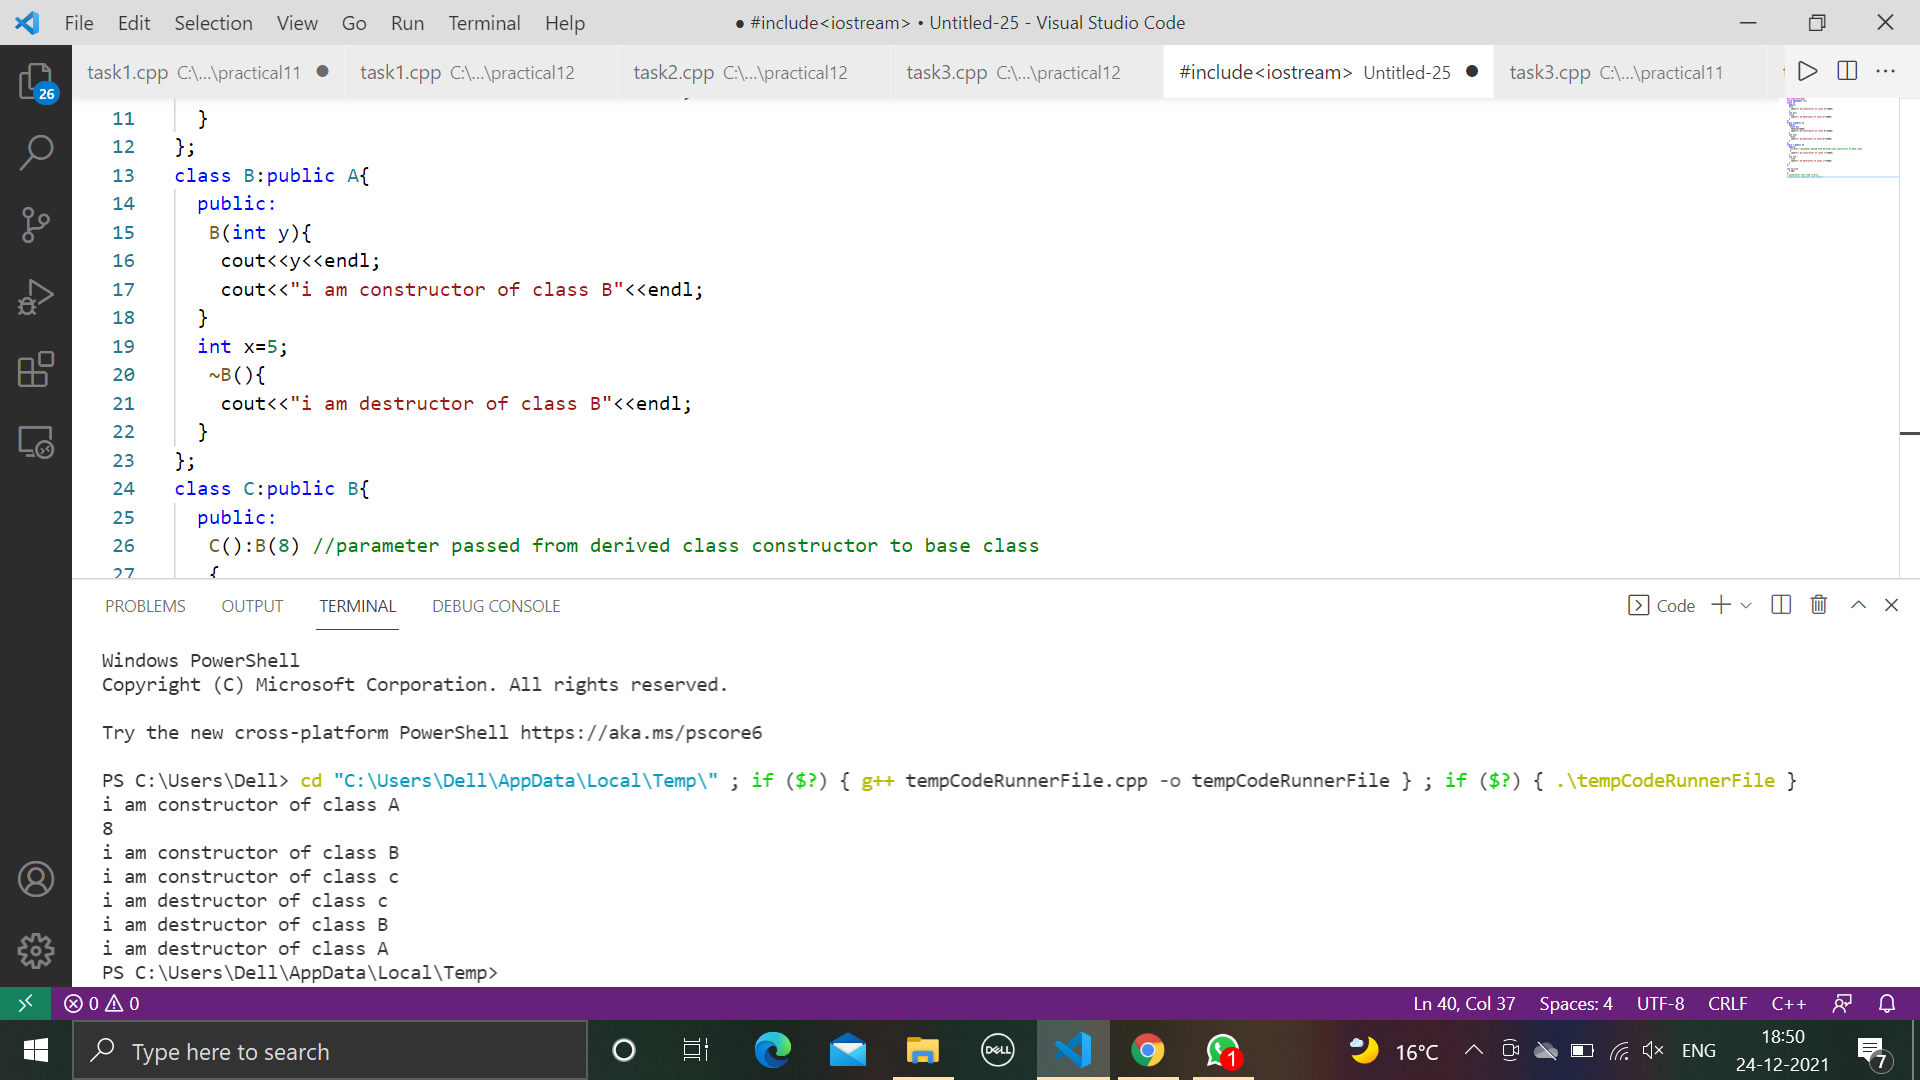 File Edit Selection View Go Run Terminal Help
● #include<iostream> • Untitled-25 - Visual Studio Code
task1.cpp C:\...\practical11 ●
task1.cpp C:\...\practical12
task2.cpp C:\...\practical12
task3.cpp C:\...\practical12
#include<iostream> Untitled-25 ●
task3.cpp C:\...\practical11
26
11 }
12 };
13 class B:public A{
14 public:
15 B(int y){
16 cout<<y<<endl;
17 cout<<"i am constructor of class B"<<endl;
18 }
19 int x=5;
20 ~B(){
21 cout<<"i am destructor of class B"<<endl;
22 }
23 };
24 class C:public B{
25 public:
26 C():B(8) //parameter passed from derived class constructor to base class
27 {
PROBLEMS OUTPUT TERMINAL DEBUG CONSOLE
Code
Windows PowerShell
Copyright (C) Microsoft Corporation. All rights reserved.
Try the new cross-platform PowerShell https://aka.ms/pscore6
PS C:\Users\Dell> cd "C:\Users\Dell\AppData\Local\Temp\" ; if ($?) { g++ tempCodeRunnerFile.cpp -o tempCodeRunnerFile } ; if ($?) { .\tempCodeRunnerFile }
i am constructor of class A
8
i am constructor of class B
i am constructor of class c
i am destructor of class c
i am destructor of class B
i am destructor of class A
PS C:\Users\Dell\AppData\Local\Temp>
0 0
Ln 40, Col 37 Spaces: 4 UTF-8 CRLF C++
Type here to search
DELL
1
16°C
ENG
18:50
24-12-2021
7